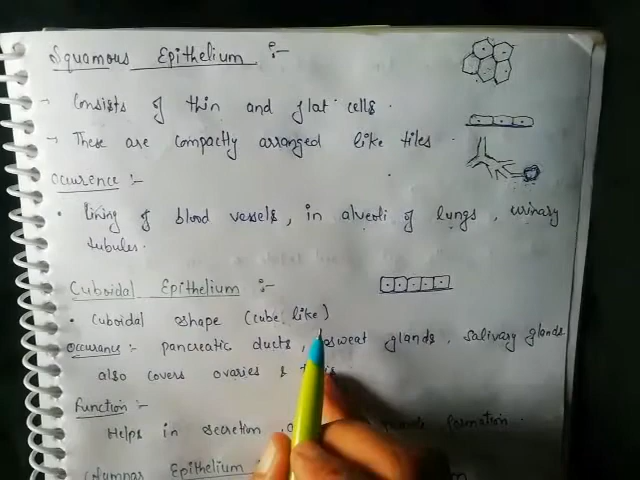 Squamous Epithelium :-
→ Consists of thin and flat cells.
→ These are compactly arranged like tiles.
Occurence :-
• Lining of blood vessels, in alveoli of lungs, urinary
tubules.
Cuboidal Epithelium :-
• Cuboidal shape (cube like)
Occurance :- pancreatic ducts, sweat glands, salivary glands
also covers ovaries &
Function :-
Helps in secretion, formation.
Columnar Epithelium :